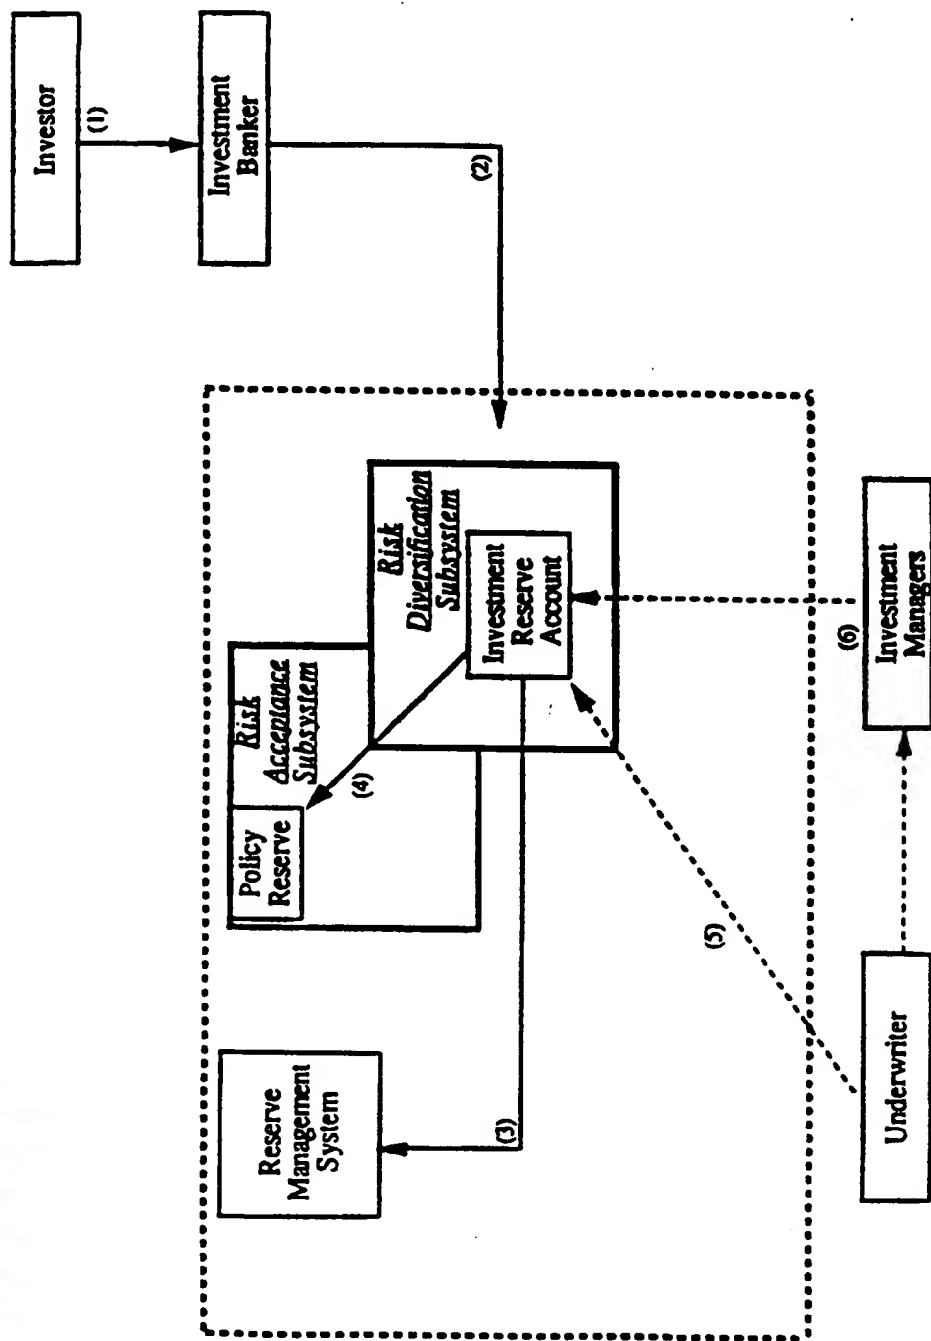 Investor
(1)
Investment
Banker
(2)
Risk
Diversification
Subsystem
Investment
Reserve
Account
Risk
Acceptance
Subsystem
Policy
Reserve
(4)
Reserve
Management
System
(3)
(5)
(6)
Investment
Managers
Underwriter